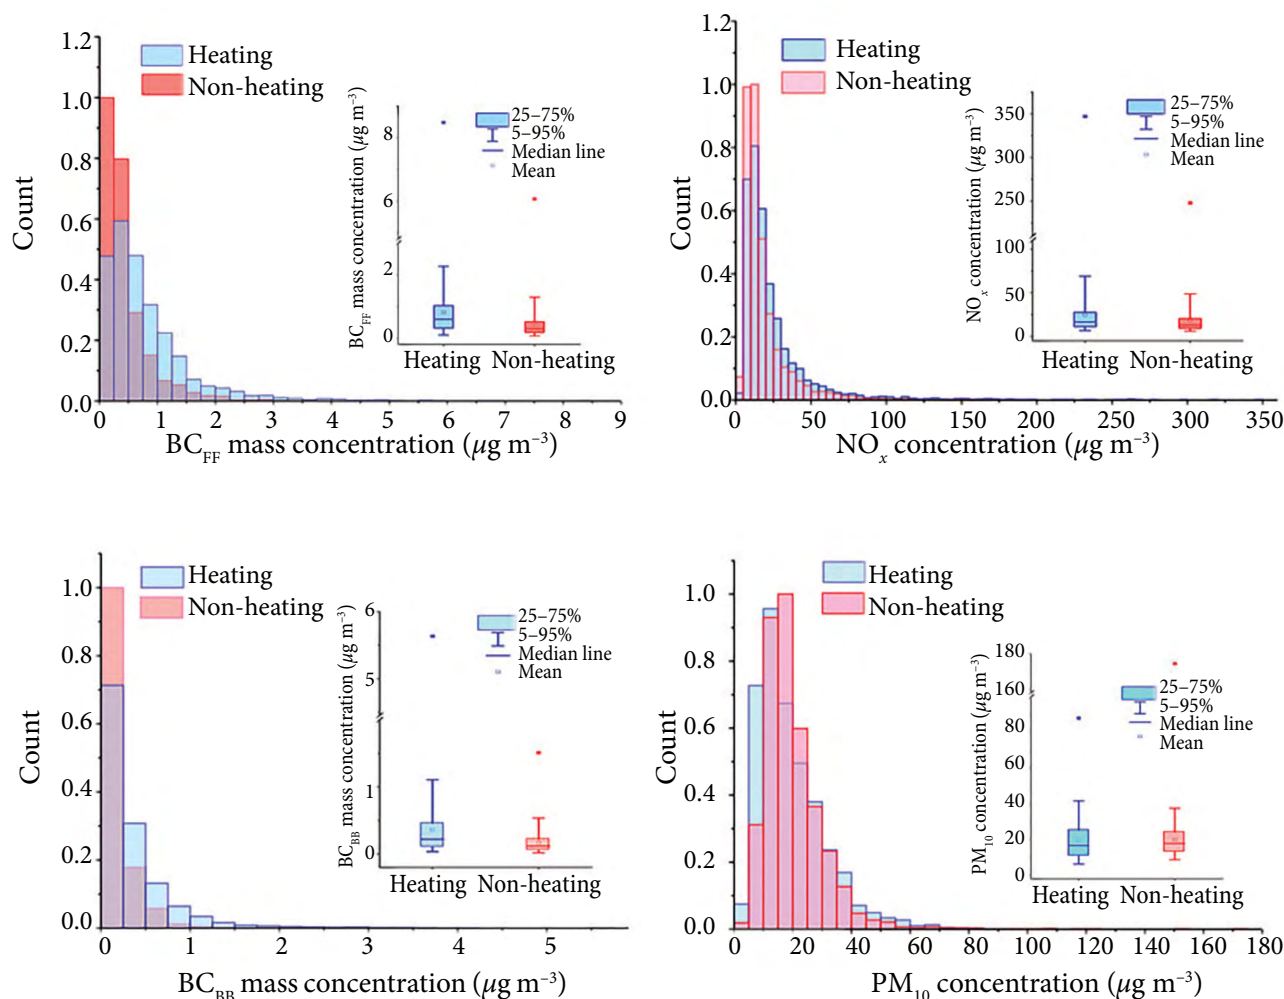 1.2
1.0
0.8
0.6
0.4
0.2
0.0
Count
Heating
Non-heating
0
1
2
3
4
5
6
7
8
9
BC_FF mass concentration (μg m⁻³)
BC_FF mass concentration (μg m⁻³)
8
6
2
0
25–75%
5–95%
Median line
Mean
Heating
Non-heating
1.2
1.0
0.8
0.6
0.4
0.2
0.0
Count
Heating
Non-heating
0
50
100
150
200
250
300
350
NO_x concentration (μg m⁻³)
NO_x concentration (μg m⁻³)
350
300
250
100
50
0
25–75%
5–95%
Median line
Mean
Heating
Non-heating
1.0
0.8
0.6
0.4
0.2
0.0
Count
Heating
Non-heating
0
1
2
3
4
5
BC_BB mass concentration (μg m⁻³)
BC_BB mass concentration (μg m⁻³)
6
5
1
0
25–75%
5–95%
Median line
Mean
Heating
Non-heating
1.0
0.8
0.6
0.4
0.2
0.0
Count
Heating
Non-heating
0
20
40
60
80
100
120
140
160
180
PM₁₀ concentration (μg m⁻³)
PM₁₀ concentration (μg m⁻³)
180
160
80
60
40
20
0
25–75%
5–95%
Median line
Mean
Heating
Non-heating